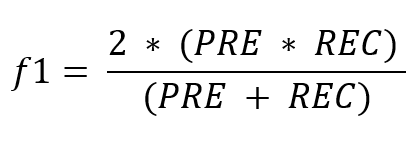 f1 = 2 * (PRE * REC) / (PRE + REC)